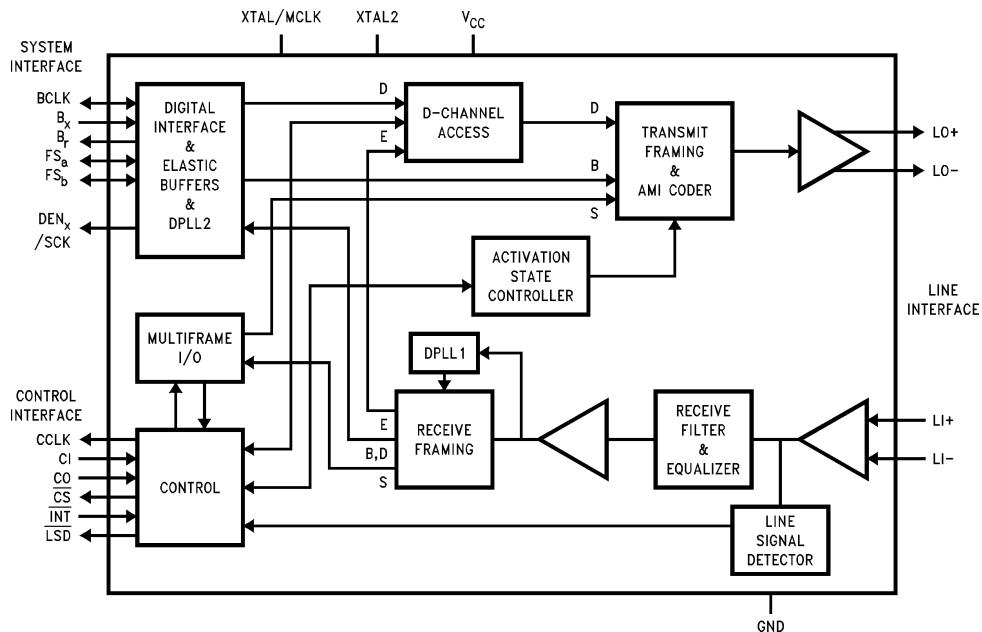 XTAL/MCLK
XTAL2
VCC
SYSTEM
INTERFACE
BCLK
Bx
Br
FSa
FSb
DENx
/SCK
DIGITAL
INTERFACE
&
ELASTIC
BUFFERS
&
DPLL2
D
E
D-CHANNEL
ACCESS
D
B
S
TRANSMIT
FRAMING
&
AMI CODER
LO+
LO-
ACTIVATION
STATE
CONTROLLER
LINE
INTERFACE
MULTIFRAME
I/O
DPLL1
CONTROL
INTERFACE
CCLK
CI
CO
CS
INT
LSD
CONTROL
E
B,D
S
RECEIVE
FRAMING
RECEIVE
FILTER
&
EQUALIZER
LI+
LI-
LINE
SIGNAL
DETECTOR
GND